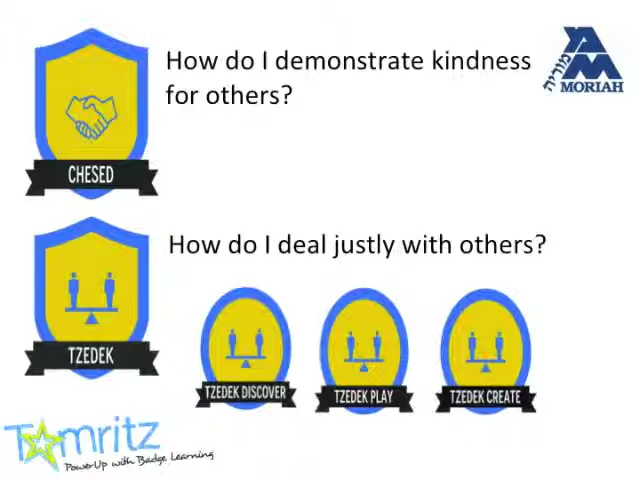 How do I demonstrate kindness
for others?
מוריה
MORIAH
CHESED
How do I deal justly with others?
TZEDEK
TZEDEK DISCOVER
TZEDEK PLAY
TZEDEK CREATE
Tamritz
PowerUp with Badge Learning